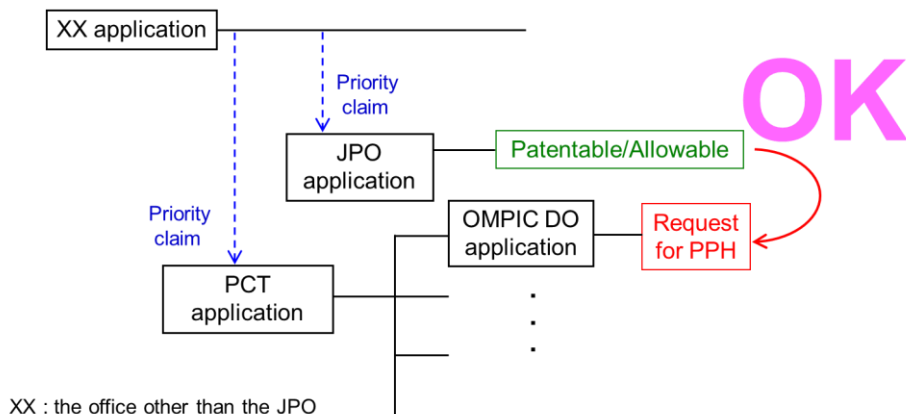 XX application
OK
Priority
claim
JPO
application
Patentable/Allowable
Priority
claim
OMPIC DO
application
Request
for PPH
PCT
application
XX : the office other than the JPO